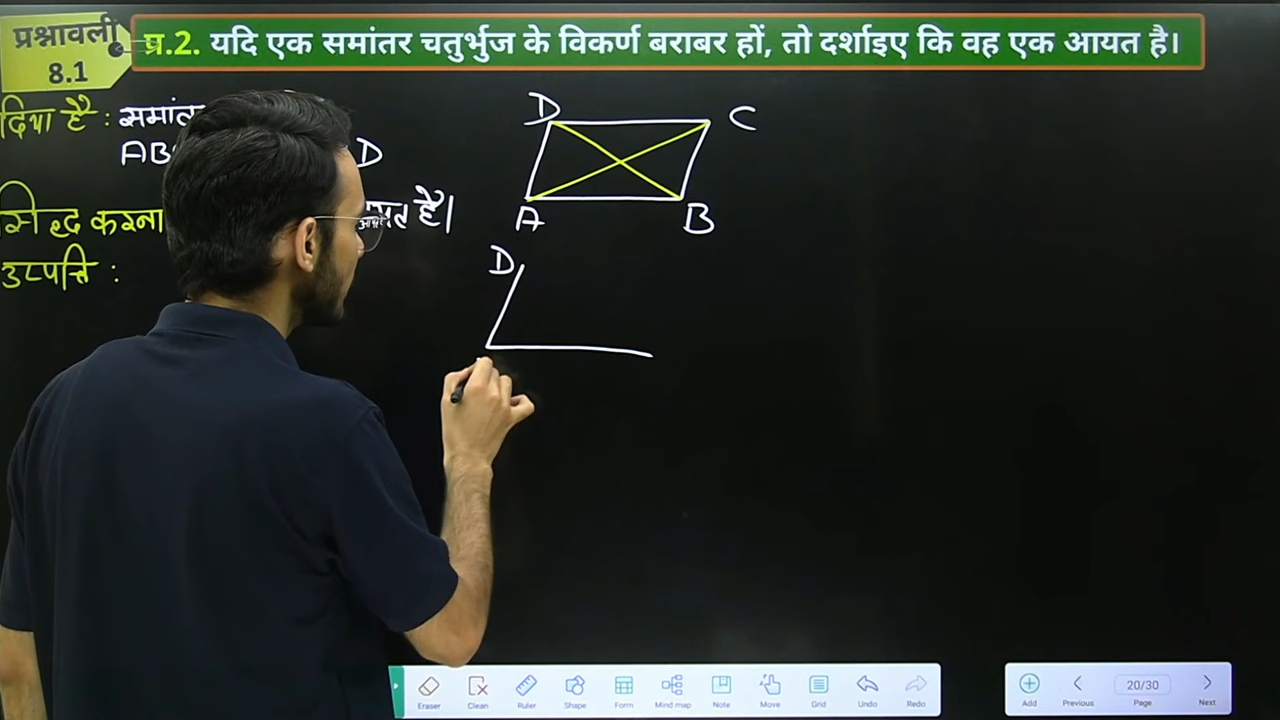 प्रश्नावली
8.1
प्र.2. यदि एक समांतर चतुर्भुज के विकर्ण बराबर हों, तो दर्शाइए कि वह एक आयत है।
दिया है :
AB
D
सिद्ध करना
है।
उत्पत्ति :
D
C
A
B
D
Eraser
Clean
Ruler
Shape
Form
Mind map
Note
Move
Grid
Undo
Redo
Add
Previous
20/30
Page
Next